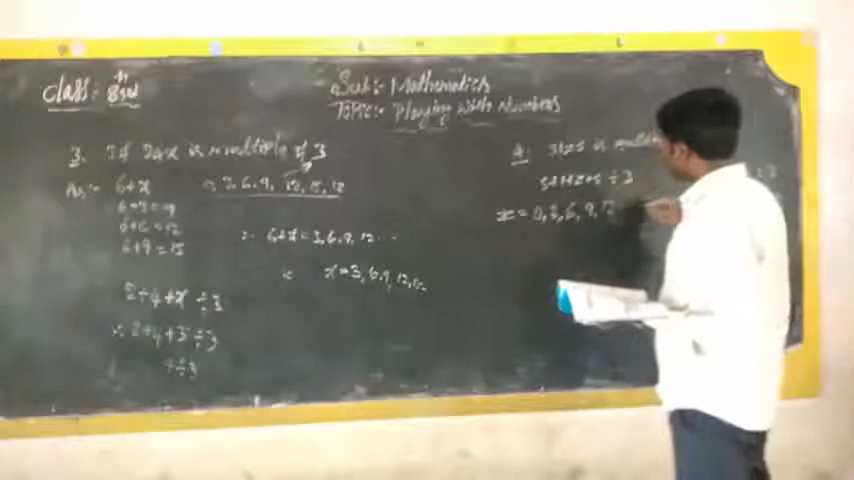 class :- 8th
Sub:- Mathematics
Topic:- Playing with Numbers
3. If 24x is multiple of 3
As:- 6+x
3, 6, 9, 12, 15, 18
6+3=9
6+6=12
6+9=15
∴ 6+x=3,6,9,12
x=3,6,9,12
2+4+x÷3
2+4+3÷3
9÷3
4. 31z5 is
3+1+z+5÷3
z=0,3,6,9,12